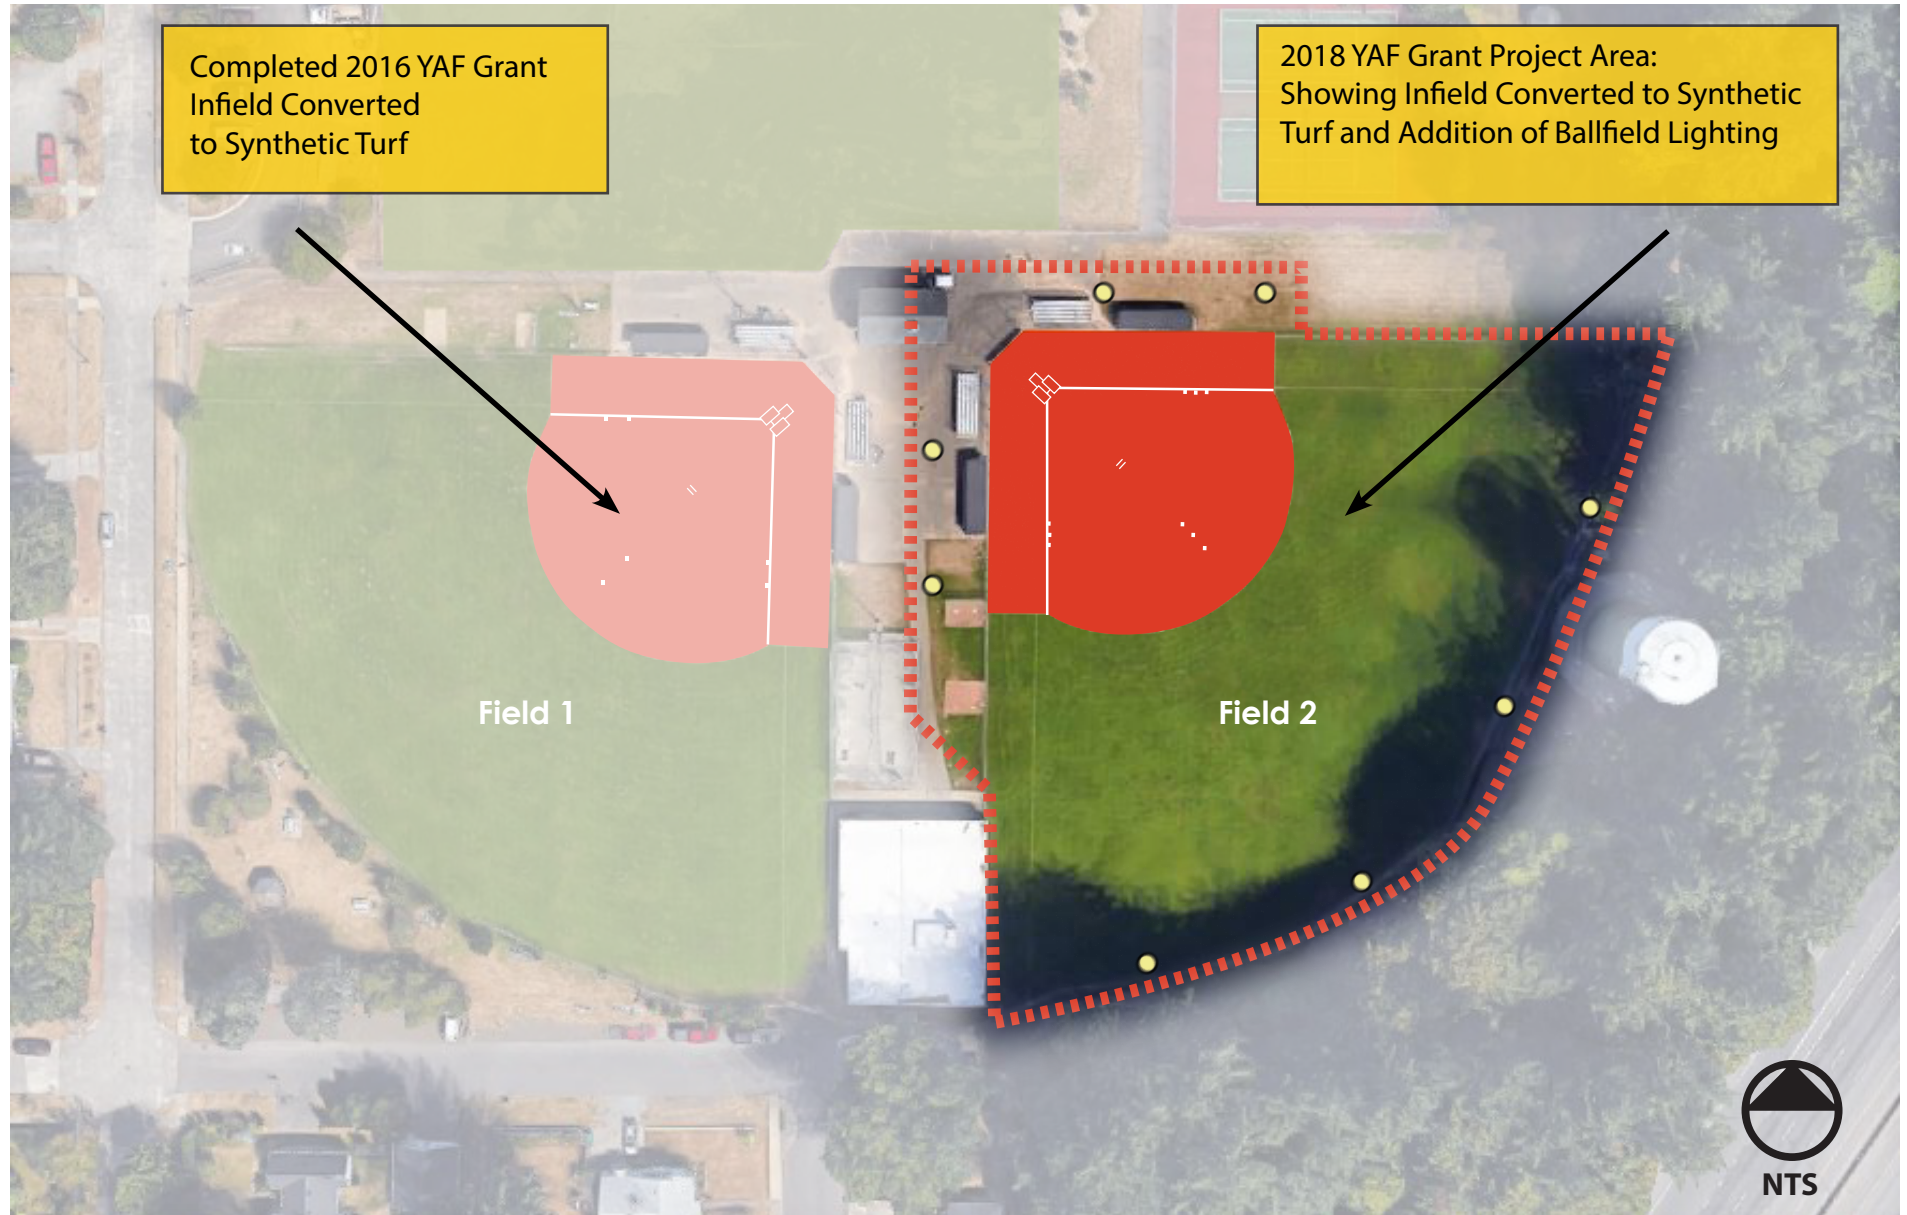 Completed 2016 YAF Grant
Infield Converted
to Synthetic Turf
2018 YAF Grant Project Area:
Showing Infield Converted to Synthetic
Turf and Addition of Ballfield Lighting
Field 1
Field 2
NTS